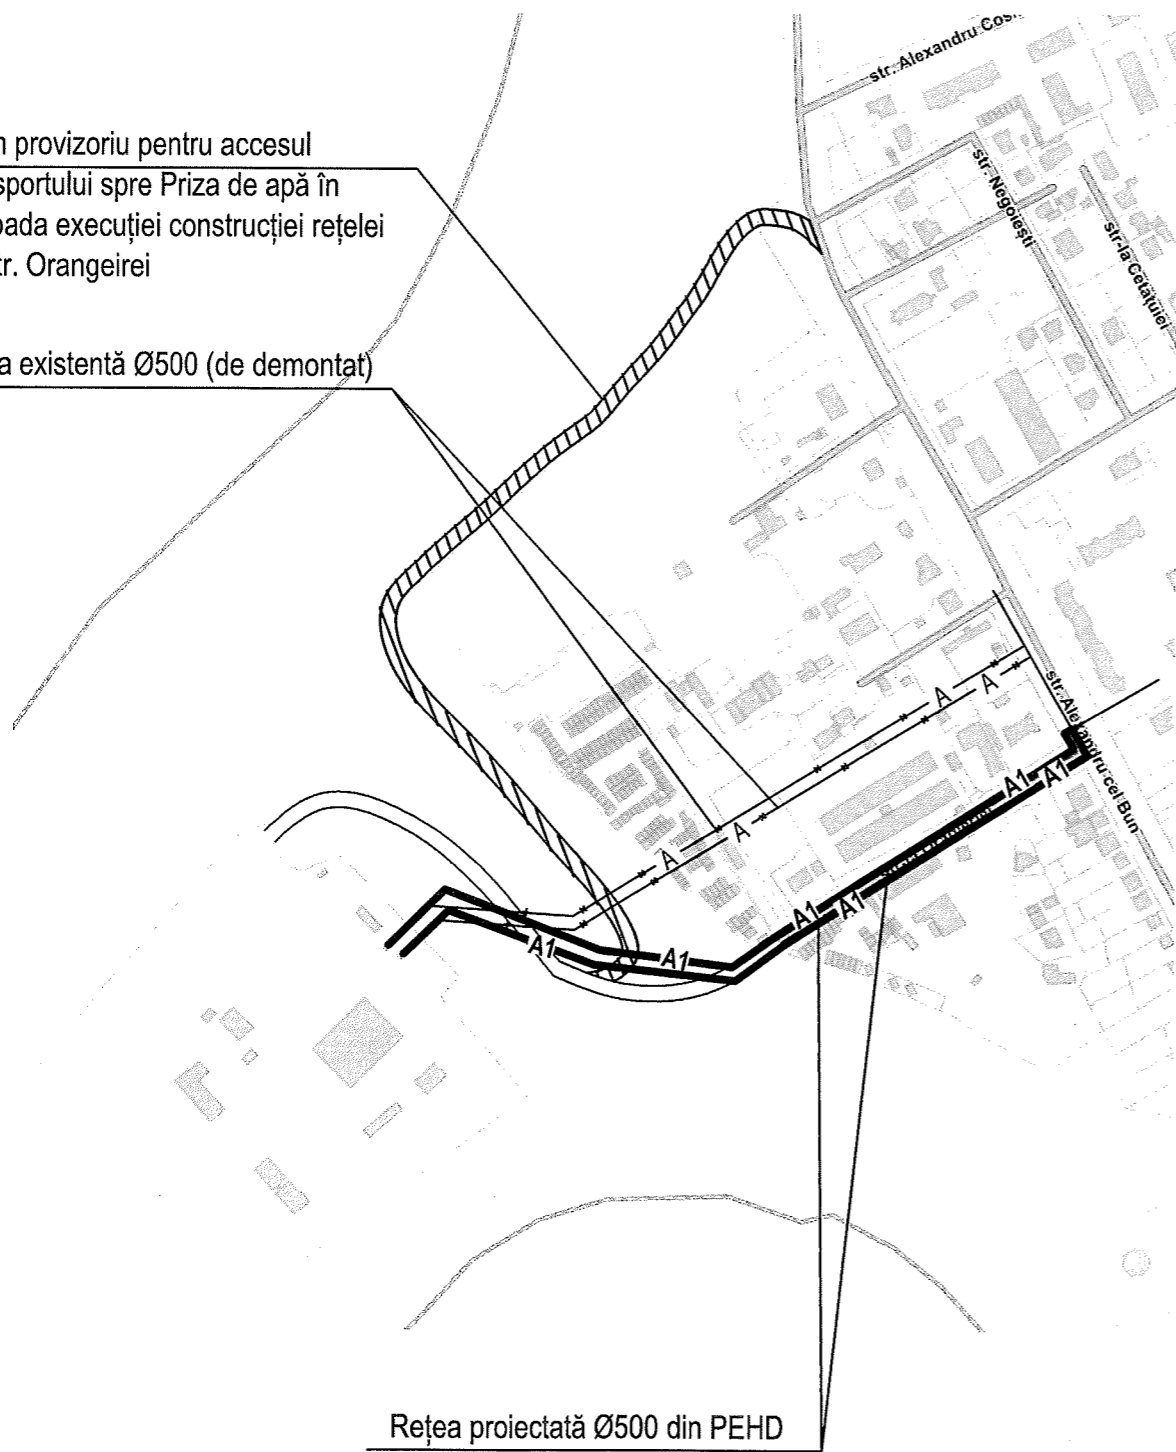 n provizoriu pentru accesul
sportului spre Priza de apă în
oada execuției construcției rețelei
tr. Orangeirei
a existentă Ø500 (de demontat)
str. Alexandru Cos
str. Negoiești
str-la Cetățuiei
A
A
str. Alexandru cel Bun
A1
A1
A
A
A1
A1
A1
A1
Rețea proiectată Ø500 din PEHD